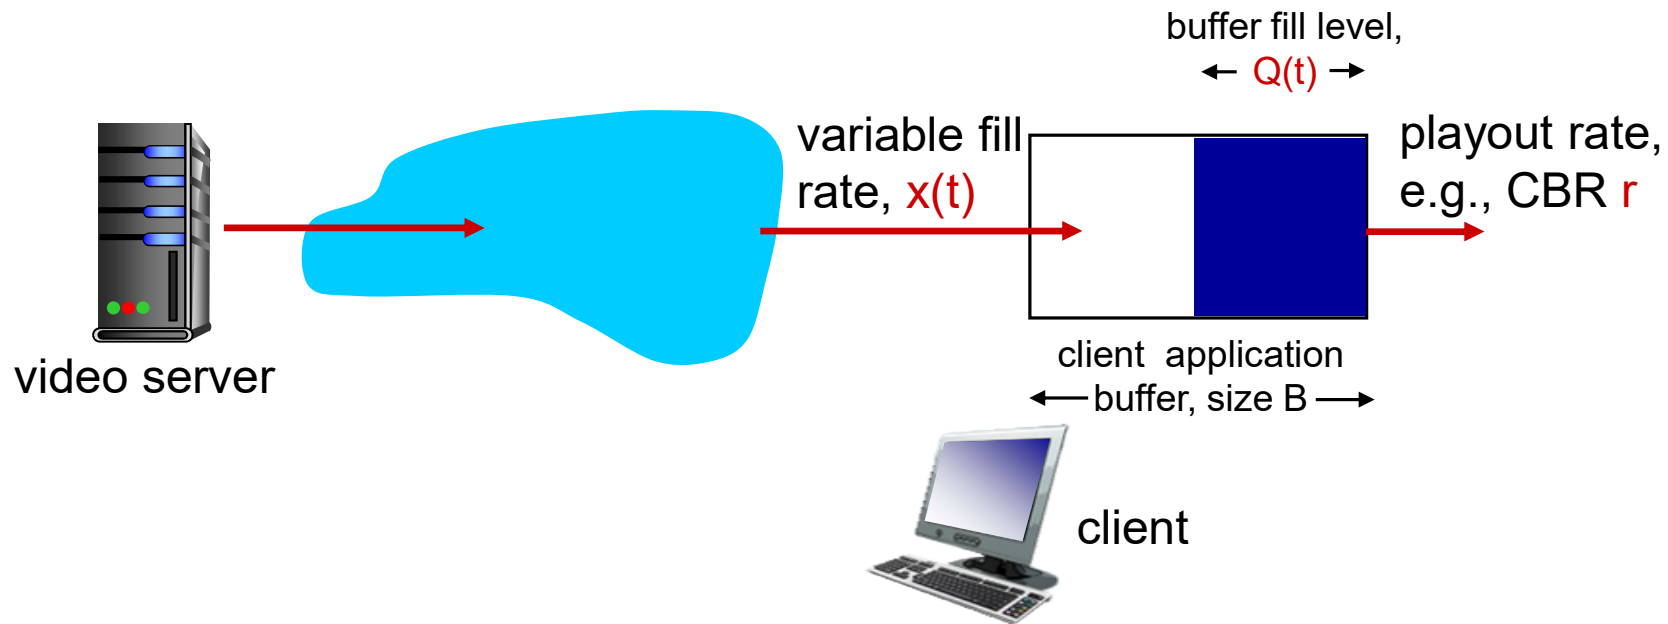 video server
variable fill
rate, x(t)
buffer fill level,
Q(t)
client application
buffer, size B
playout rate,
e.g., CBR r
client